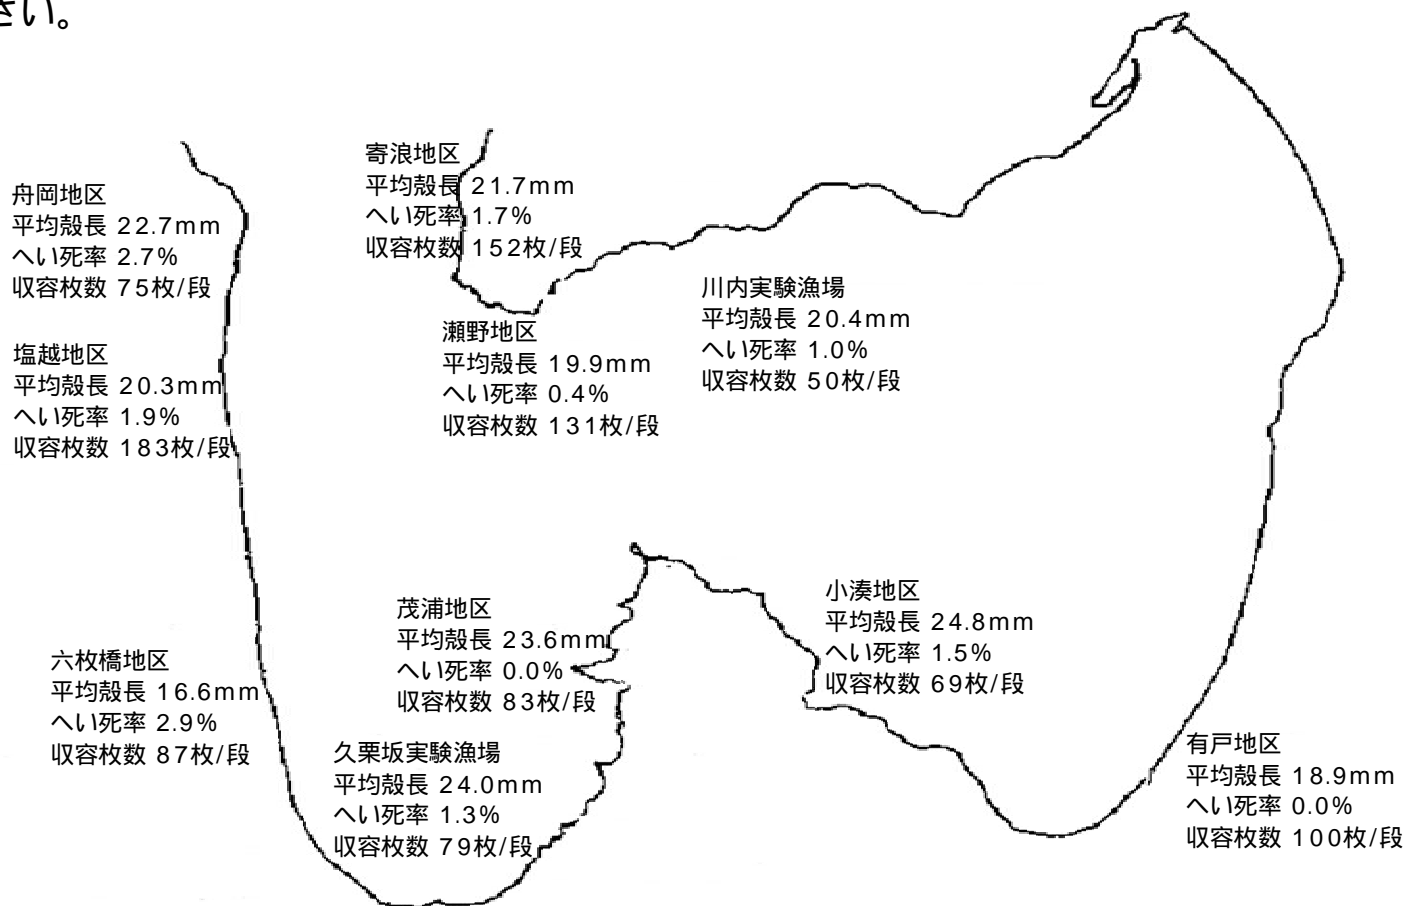 さい。
寄浪地区
平均殻長 21.7mm
へい死率 1.7%
収容枚数 152枚/段
舟岡地区
平均殻長 22.7mm
へい死率 2.7%
収容枚数 75枚/段
川内実験漁場
平均殻長 20.4mm
へい死率 1.0%
収容枚数 50枚/段
瀬野地区
平均殻長 19.9mm
へい死率 0.4%
収容枚数 131枚/段
塩越地区
平均殻長 20.3mm
へい死率 1.9%
収容枚数 183枚/段
小湊地区
平均殻長 24.8mm
へい死率 1.5%
収容枚数 69枚/段
茂浦地区
平均殻長 23.6mm
へい死率 0.0%
収容枚数 83枚/段
六枚橋地区
平均殻長 16.6mm
へい死率 2.9%
収容枚数 87枚/段
久栗坂実験漁場
平均殻長 24.0mm
へい死率 1.3%
収容枚数 79枚/段
有戸地区
平均殻長 18.9mm
へい死率 0.0%
収容枚数 100枚/段